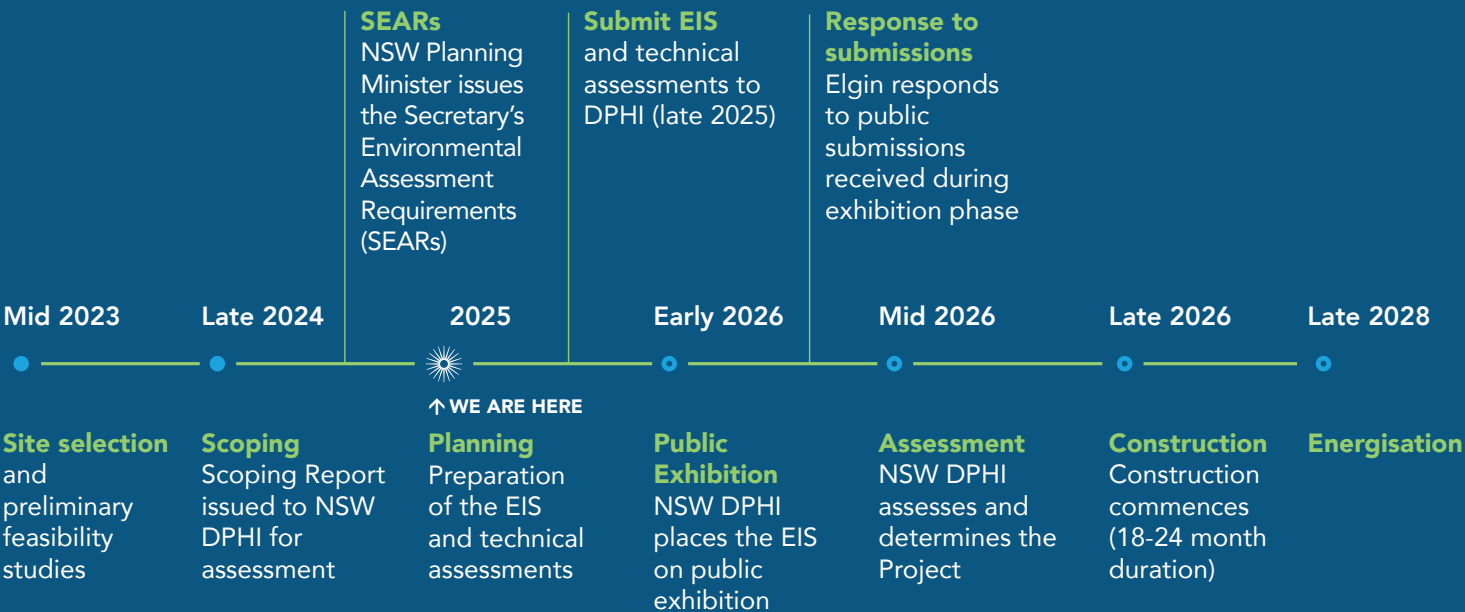 SEARs
NSW Planning
Minister issues
the Secretary's
Environmental
Assessment
Requirements
(SEARs)
Submit EIS
and technical
assessments to
DPHI (late 2025)
Response to
submissions
Elgin responds
to public
submissions
received during
exhibition phase
Mid 2023
Late 2024
2025
Early 2026
Mid 2026
Late 2026
Late 2028
↑ WE ARE HERE
Site selection
and
preliminary
feasibility
studies
Scoping
Scoping Report
issued to NSW
DPHI for
assessment
Planning
Preparation
of the EIS
and technical
assessments
Public
Exhibition
NSW DPHI
places the EIS
on public
exhibition
Assessment
NSW DPHI
assesses and
determines the
Project
Construction
Construction
commences
(18-24 month
duration)
Energisation